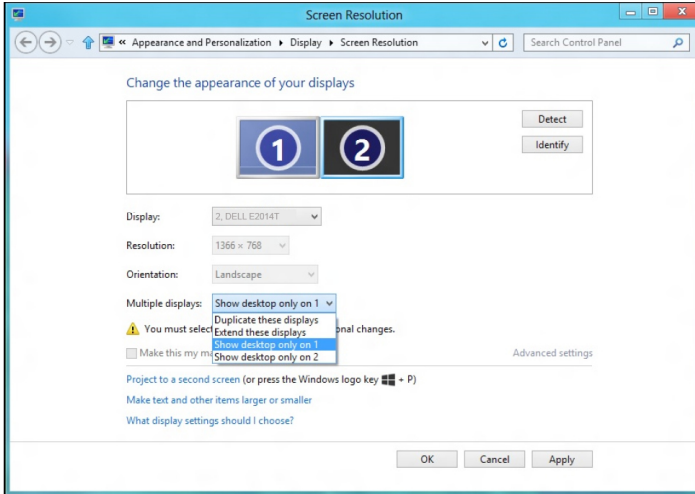 Screen Resolution
« Appearance and Personalization ▸ Display ▸ Screen Resolution
Search Control Panel
Change the appearance of your displays
1 2
Detect
Identify
Display: 2, DELL E2014T
Resolution: 1366 × 768
Orientation: Landscape
Multiple displays: Show desktop only on 1
Duplicate these displays
You must select
Extend these displays
onal changes.
Show desktop only on 1
Make this my m
Show desktop only on 2
Advanced settings
Project to a second screen (or press the Windows logo key + P)
Make text and other items larger or smaller
What display settings should I choose?
OK Cancel Apply